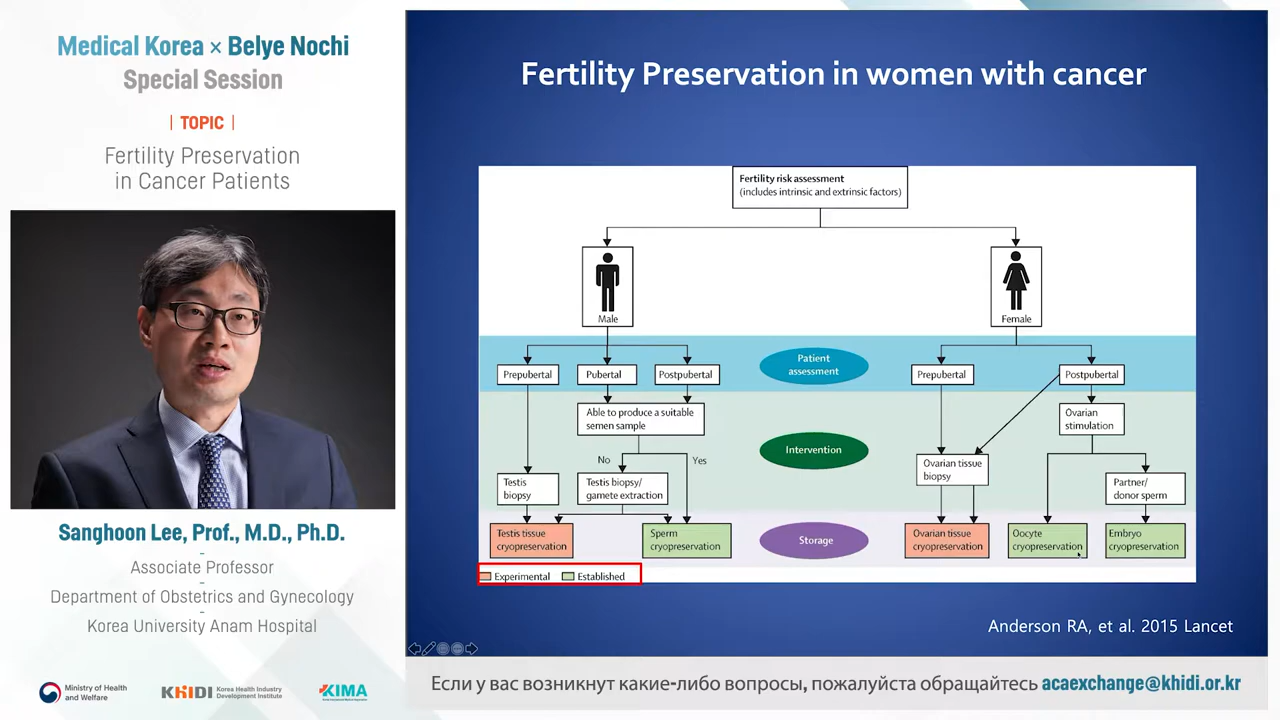 Medical Korea × Belye Nochi
Special Session
| TOPIC |
Fertility Preservation
in Cancer Patients
Sanghoon Lee, Prof., M.D., Ph.D.
-
Associate Professor
-
Department of Obstetrics and Gynecology
-
Korea University Anam Hospital
Ministry of Health
and Welfare
KHIDI Korea Health Industry
Development Institute
KIMA
Fertility Preservation in women with cancer
Fertility risk assessment
(includes intrinsic and extrinsic factors)
Male
Female
Patient
assessment
Prepubertal
Pubertal
Postpubertal
Prepubertal
Postpubertal
Able to produce a suitable
semen sample
Ovarian
stimulation
Intervention
No
Yes
Ovarian tissue
biopsy
Testis
biopsy
Testis biopsy/
gamete extraction
Partner/
donor sperm
Testis tissue
cryopreservation
Sperm
cryopreservation
Storage
Ovarian tissue
cryopreservation
Oocyte
cryopreservation
Embryo
cryopreservation
Experimental
Established
Anderson RA, et al. 2015 Lancet
Если у вас возникнут какие-либо вопросы, пожалуйста обращайтесь acaexchange@khidi.or.kr